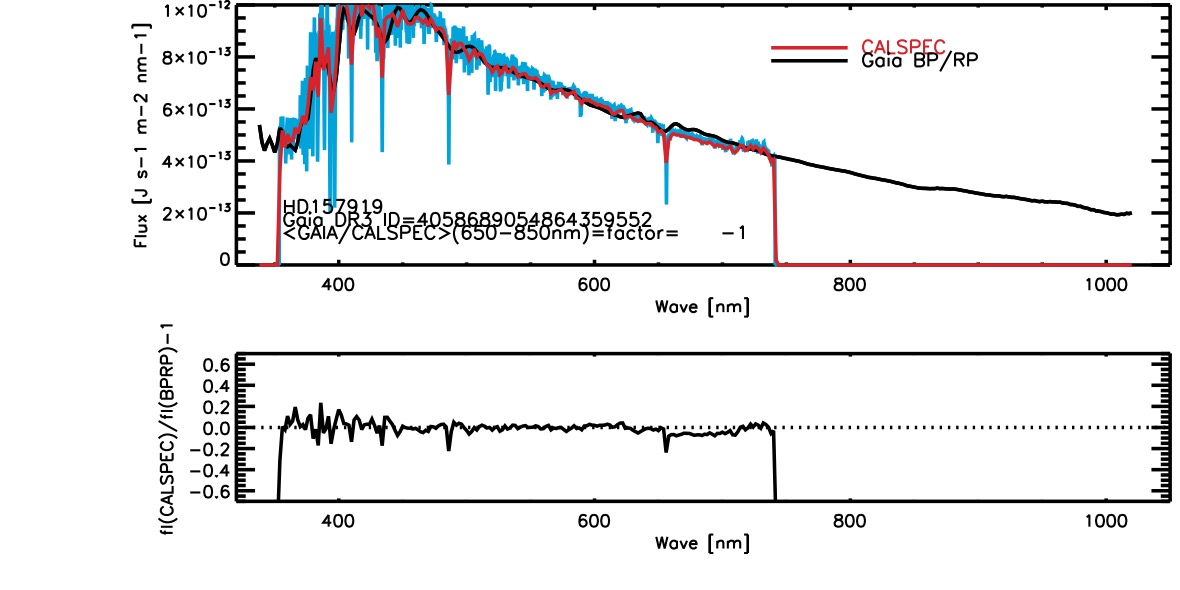 1×10−12
8×10−13
6×10−13
4×10−13
2×10−13
0
Flux [J s−1 m−2 nm−1]
CALSPEC
Gaia BP/RP
HD157919
Gaia DR3 ID=4058689054864359552
<GAIA/CALSPEC>(650−850nm)=factor= −1
400 600 800 1000
Wave [nm]
fl(CALSPEC)/fl(BPRP)−1
0.6
0.4
0.2
0.0
−0.2
−0.4
−0.6
400 600 800 1000
Wave [nm]